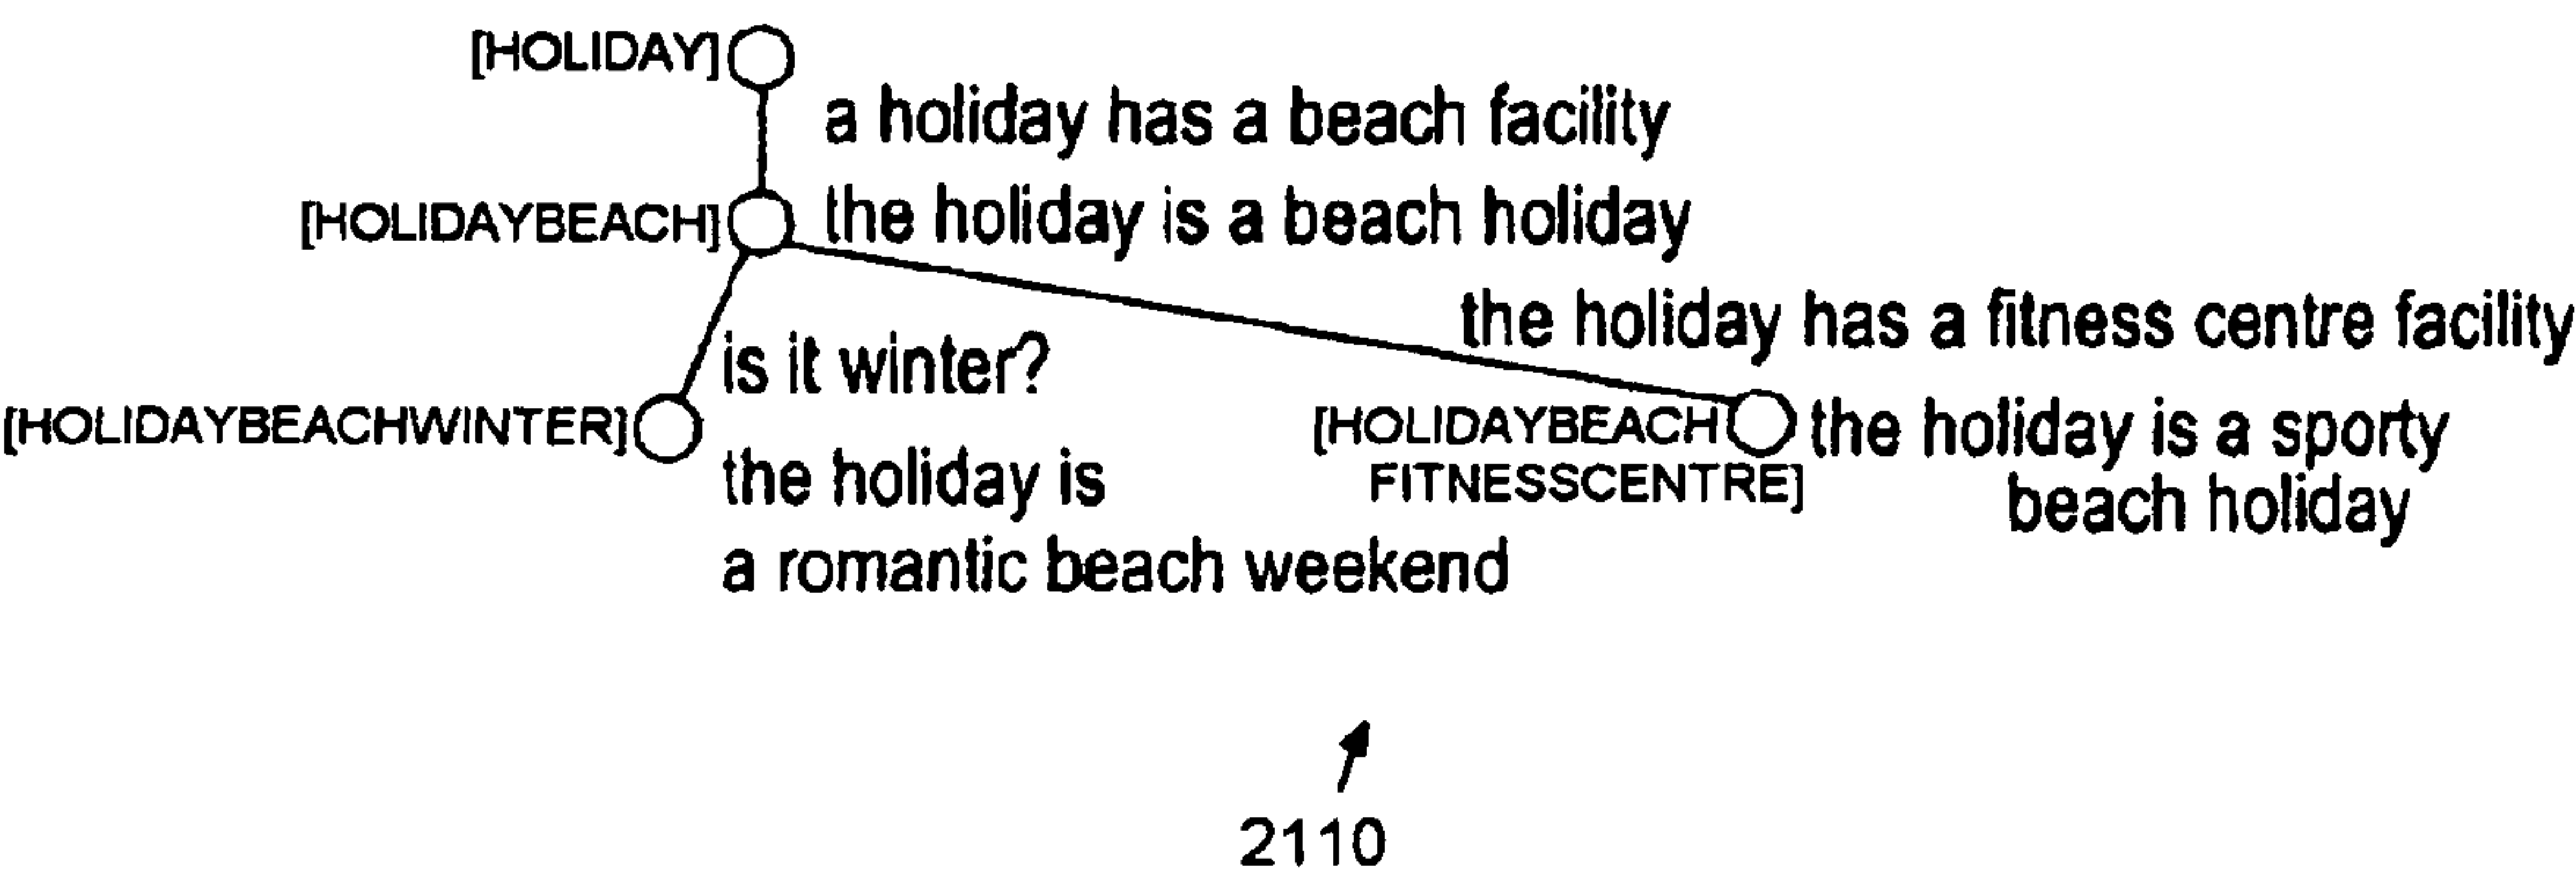 [HOLIDAY]
a holiday has a beach facility
[HOLIDAYBEACH] the holiday is a beach holiday
the holiday has a fitness centre facility
is it winter?
[HOLIDAYBEACHWINTER]
[HOLIDAYBEACH the holiday is a sporty
FITNESSCENTRE] beach holiday
the holiday is
a romantic beach weekend
2110